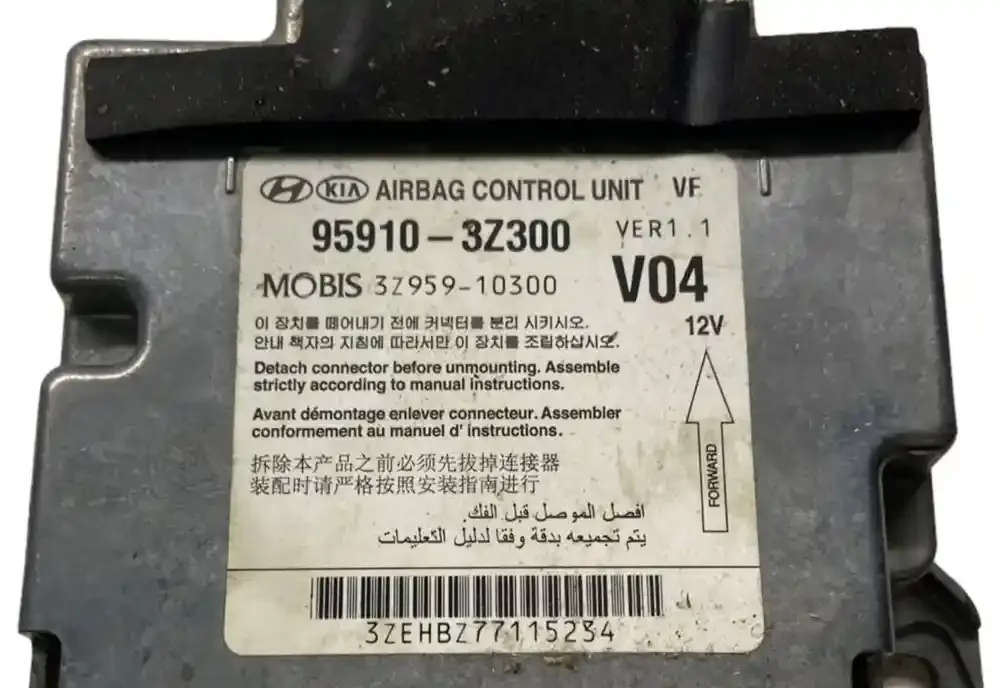 KIA AIRBAG CONTROL UNIT VF
95910-3Z300 VER1.1
MOBIS 3Z959-10300 V04
12V
이 장치를 떼어내기 전에 커넥터를 분리 시키시오.
안내 책자의 지침에 따라서만 이 장치를 조립하십시오.
Detach connector before unmounting. Assemble
strictly according to manual instructions.
Avant démontage enlever connecteur. Assembler
conformement au manuel d' instructions.
FORWARD
拆除本产品之前必须先拔掉连接器
装配时请严格按照安装指南进行
افصل الموصل قبل الفك.
يتم تجميعه بدقة وفقا لدليل التعليمات
3ZEHBZ77115234